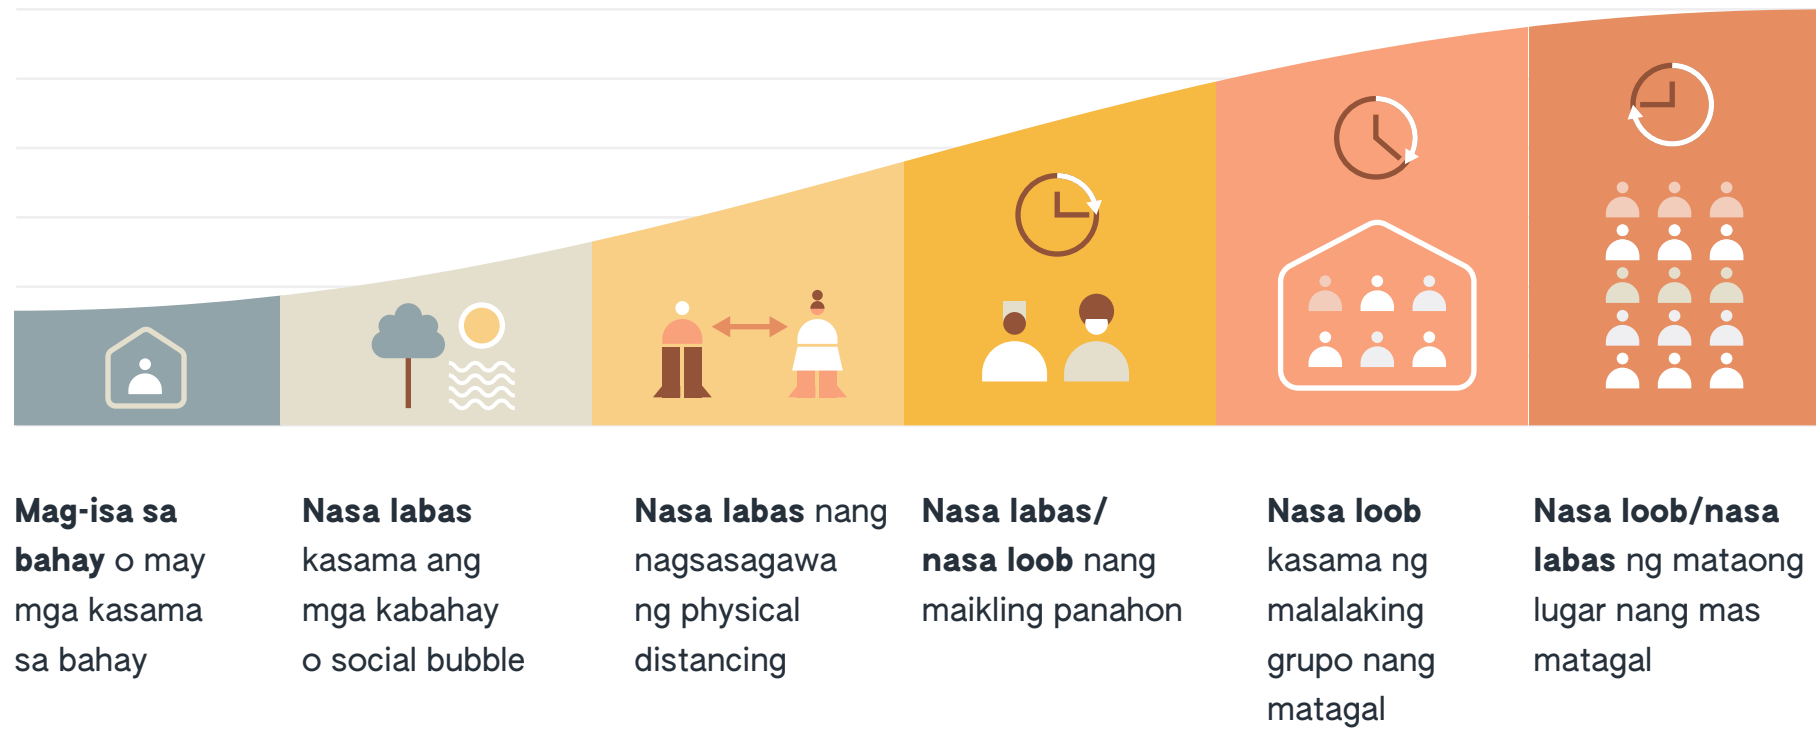 Mag-isa sa
bahay o may
mga kasama
sa bahay
Nasa labas
kasama ang
mga kabahay
o social bubble
Nasa labas nang
nagsasagawa
ng physical
distancing
Nasa labas/
nasa loob nang
maikling panahon
Nasa loob
kasama ng
malalaking
grupo nang
matagal
Nasa loob/nasa
labas ng mataong
lugar nang mas
matagal